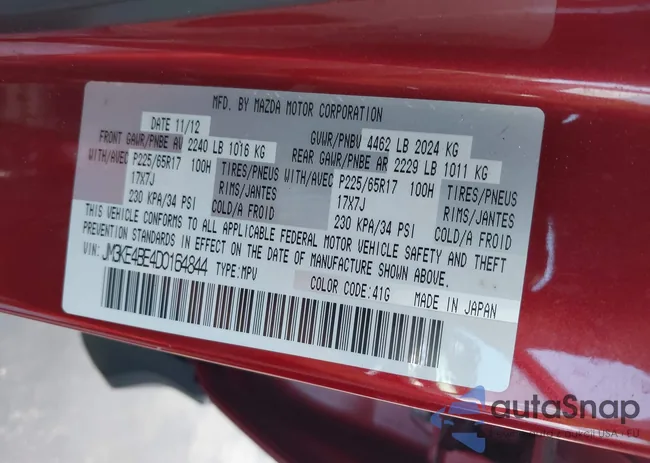 MFD. BY MAZDA MOTOR CORPORATION
DATE 11/12 GVWR/PNBV 4462 LB 2024 KG
FRONT GAWR/PNBE AV 2240 LB 1016 KG REAR GAWR/PNBE AR 2229 LB 1011 KG
WITH/AVEC P225/65R17 100H TIRES/PNEUS WITH/AVEC P225/65R17 100H TIRES/PNEUS
17X7J RIMS/JANTES 17X7J RIMS/JANTES
230 KPA/34 PSI COLD/A FROID 230 KPA/34 PSI COLD/A FROID
THIS VEHICLE CONFORMS TO ALL APPLICABLE FEDERAL MOTOR VEHICLE SAFETY AND THEFT
PREVENTION STANDARDS IN EFFECT ON THE DATE OF MANUFACTURE SHOWN ABOVE.
JM3KE4BE4D0164844 TYPE:MPV COLOR CODE:41G MADE IN JAPAN
autoSnap